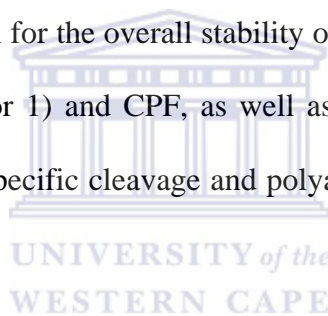 for the overall stability o
or 1) and CPF, as well as
pecific cleavage and polya
UNIVERSITY of the
WESTERN CAPE